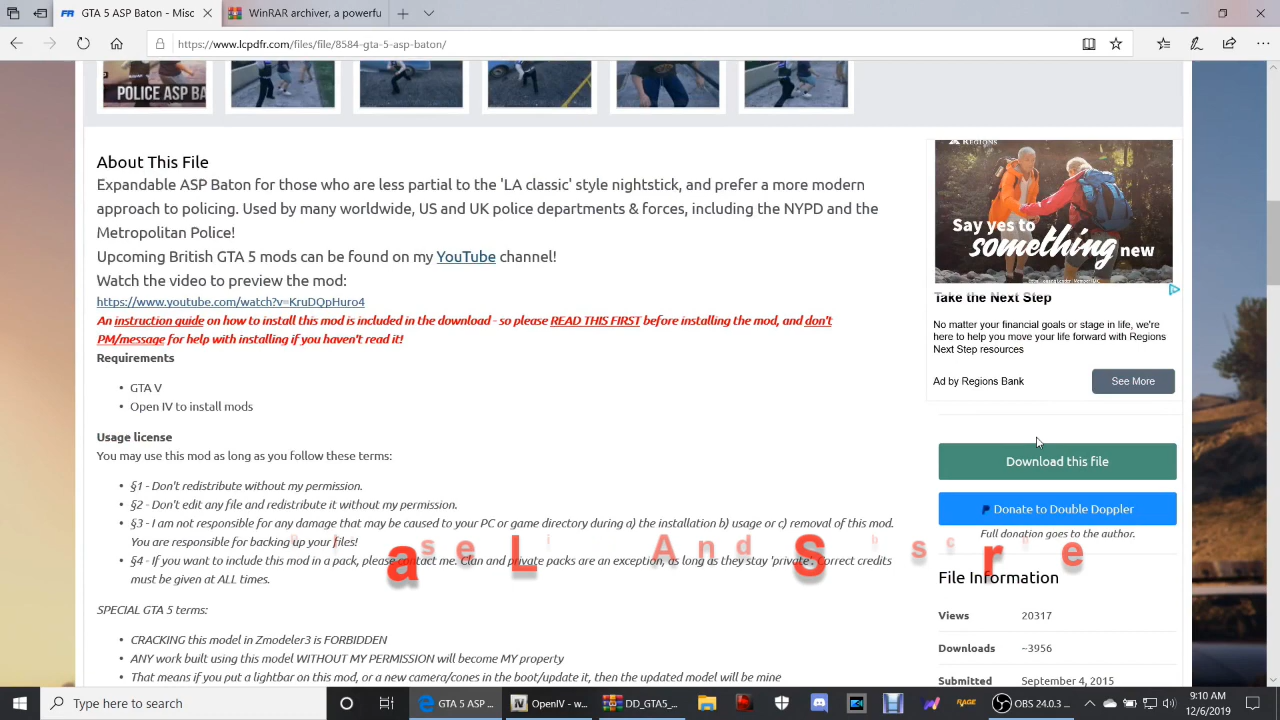 GTA 5 ASP Baton - Wea
WinRAR archiver, a powerfu
https://www.lcpdfr.com/files/file/8584-gta-5-asp-baton/
POLICE ASP BA
About This File
Expandable ASP Baton for those who are less partial to the 'LA classic' style nightstick, and prefer a more modern
approach to policing. Used by many worldwide, US and UK police departments & forces, including the NYPD and the
Metropolitan Police!
Upcoming British GTA 5 mods can be found on my YouTube channel!
Watch the video to preview the mod:
https://www.youtube.com/watch?v=KruDQpHuro4
An instruction guide on how to install this mod is included in the download - so please READ THIS FIRST before installing the mod, and don't
PM/message for help with installing if you haven't read it!
Requirements
• GTA V
• Open IV to install mods
Usage license
You may use this mod as long as you follow these terms:
• §1 - Don't redistribute without my permission.
• §2 - Don't edit any file and redistribute it without my permission.
• §3 - I am not responsible for any damage that may be caused to your PC or game directory during a) the installation b) usage or c) removal of this mod.
You are responsible for backing up your files!
• §4 - If you want to include this mod in a pack, please contact me. Clan and private packs are an exception, as long as they stay 'private'. Correct credits
must be given at ALL times.
SPECIAL GTA 5 terms:
• CRACKING this model in Zmodeler3 is FORBIDDEN
• ANY work built using this model WITHOUT MY PERMISSION will become MY property
• That means if you put a lightbar on this mod, or a new camera/cones in the boot/update it, then the updated model will be mine
REGIONS
Say yes to
something new
Take the Next Step
No matter your financial goals or stage in life, we're
here to help you move your life forward with Regions
Next Step resources
Ad by Regions Bank
See More
Download this file
Donate to Double Doppler
Full donation goes to the author.
File Information
Views 20317
Downloads ~3956
Submitted September 4, 2015
Type here to search
GTA 5 ASP ...
OpenIV - w...
DD_GTA5_...
RAGE
OBS 24.0.3 ...
9:10 AM
12/6/2019